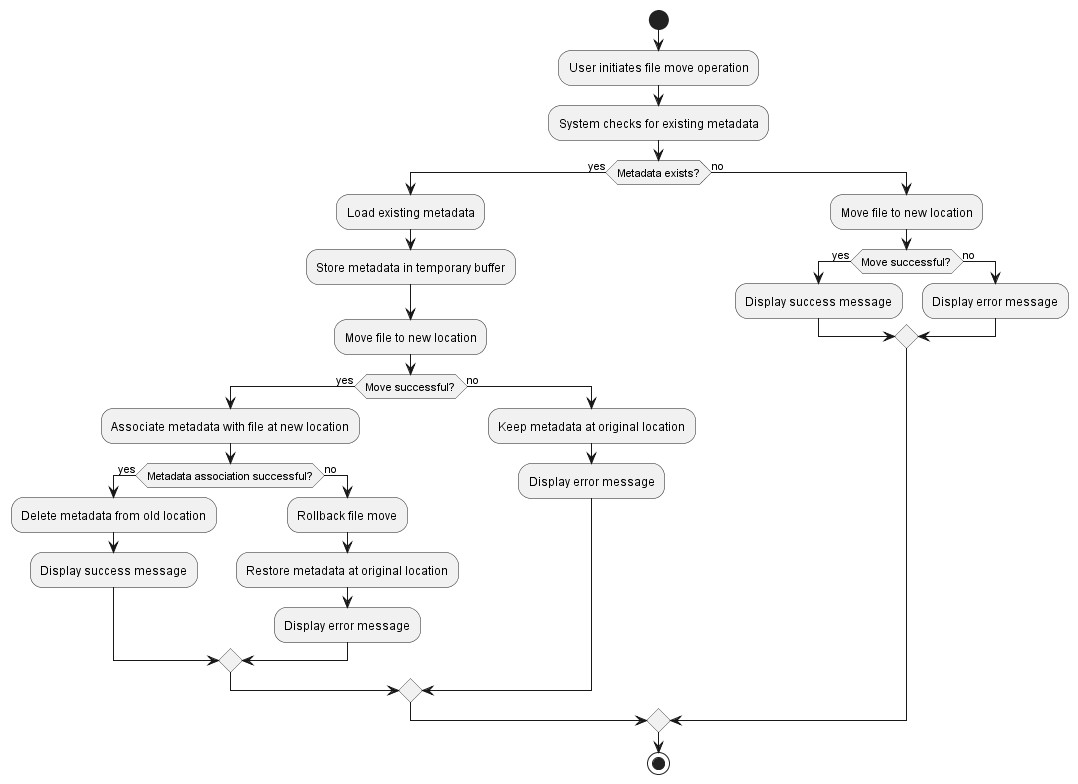 User initiates file move operation
System checks for existing metadata
yes
Metadata exists?
no
Load existing metadata
Move file to new location
Store metadata in temporary buffer
yes
Move successful?
no
Display success message
Display error message
Move file to new location
yes
Move successful?
no
Associate metadata with file at new location
Keep metadata at original location
yes
Metadata association successful?
no
Display error message
Delete metadata from old location
Rollback file move
Display success message
Restore metadata at original location
Display error message